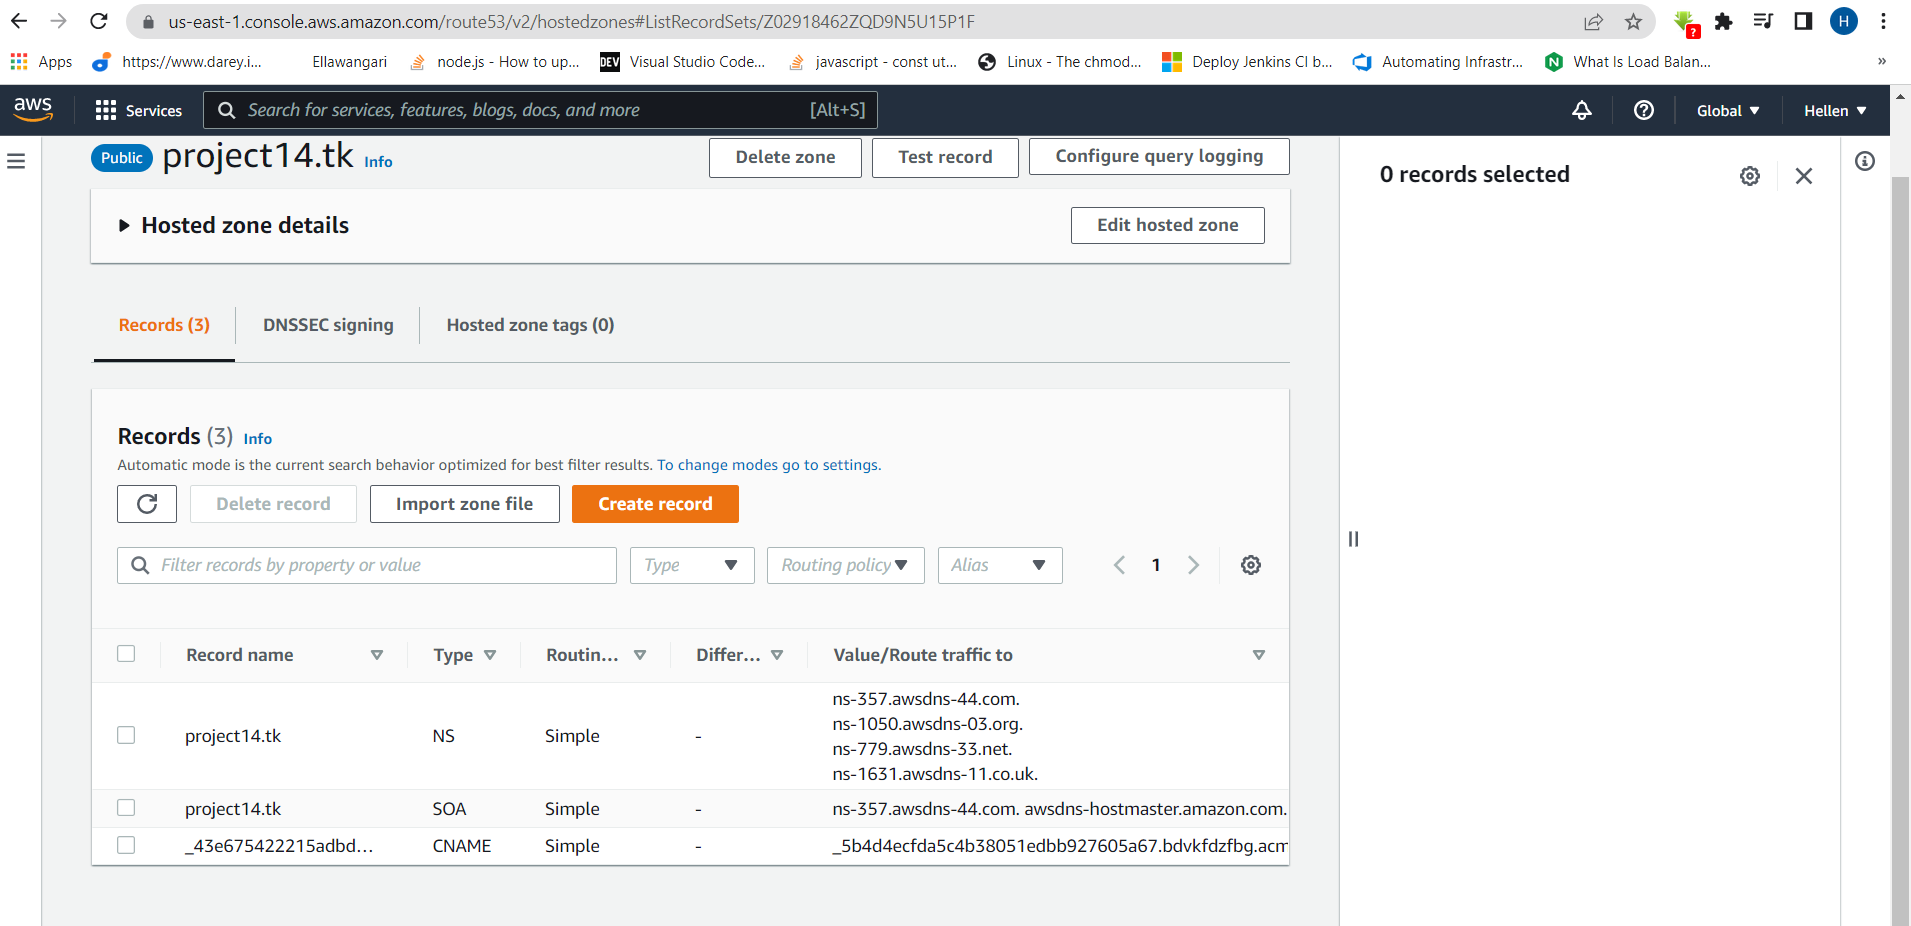 us-east-1.console.aws.amazon.com/route53/v2/hostedzones#ListRecordSets/Z02918462ZQD9N5U15P1F
?
H
Apps
https://www.darey.i...
Ellawangari
node.js - How to up...
DEV
Visual Studio Code...
javascript - const ut...
Linux - The chmod...
Deploy Jenkins CI b...
Automating Infrastr...
N
What Is Load Balan...
»
aws
Services
Search for services, features, blogs, docs, and more
[Alt+S]
Global
Hellen
Public
project14.tk
Info
Delete zone
Test record
Configure query logging
0 records selected
Hosted zone details
Edit hosted zone
Records (3)
DNSSEC signing
Hosted zone tags (0)
Records (3) Info
Automatic mode is the current search behavior optimized for best filter results. To change modes go to settings.
Delete record
Import zone file
Create record
Filter records by property or value
Type
Routing policy
Alias
1
Record name
Type
Routin...
Differ...
Value/Route traffic to
project14.tk
NS
Simple
-
ns-357.awsdns-44.com.
ns-1050.awsdns-03.org.
ns-779.awsdns-33.net.
ns-1631.awsdns-11.co.uk.
project14.tk
SOA
Simple
-
ns-357.awsdns-44.com. awsdns-hostmaster.amazon.com.
_43e675422215adbd...
CNAME
Simple
-
_5b4d4ecfda5c4b38051edbb927605a67.bdvkfdzfbg.acm